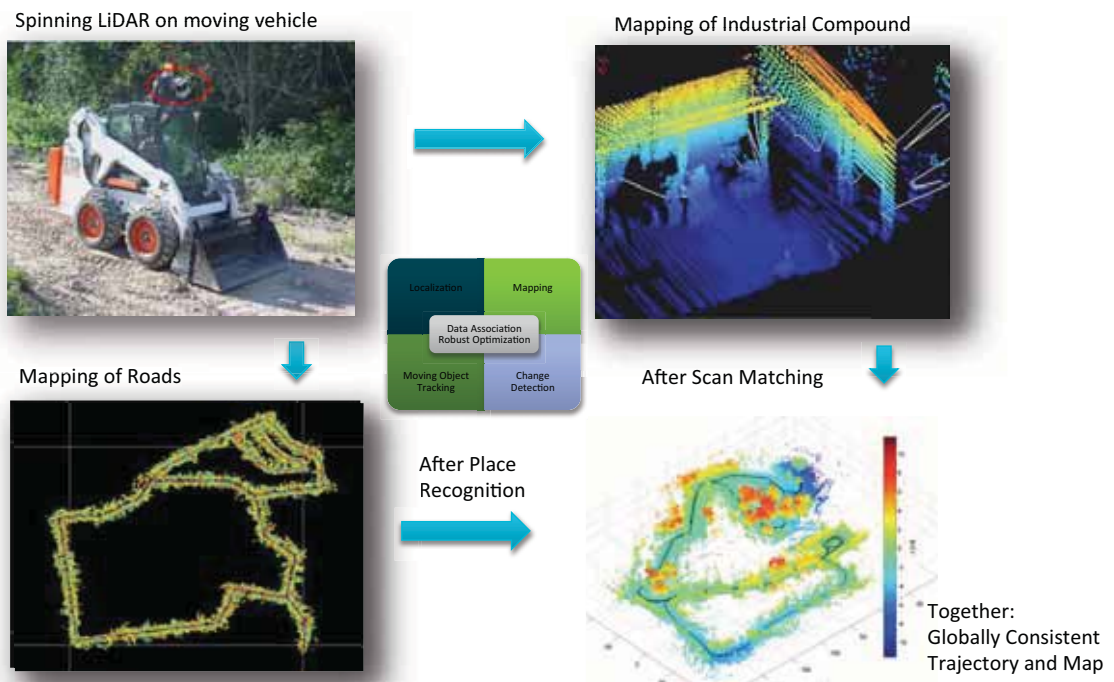 Spinning LiDAR on moving vehicle
Mapping of Industrial Compound
Localization
Mapping
Data Association
Robust Optimization
Moving Object
Tracking
Change
Detection
Mapping of Roads
After Scan Matching
After Place
Recognition
Together:
Globally Consistent
Trajectory and Map